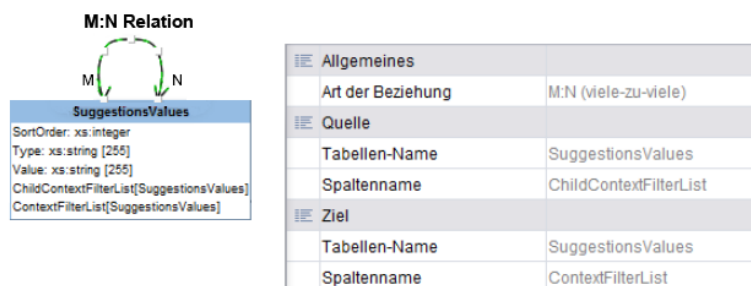 M:N Relation
M
N
SuggestionsValues
SortOrder: xs:integer
Type: xs:string [255]
Value: xs:string [255]
ChildContextFilterList[SuggestionsValues]
ContextFilterList[SuggestionsValues]
Allgemeines
Art der Beziehung M:N (viele-zu-viele)
Quelle
Tabellen-Name SuggestionsValues
Spaltenname ChildContextFilterList
Ziel
Tabellen-Name SuggestionsValues
Spaltenname ContextFilterList